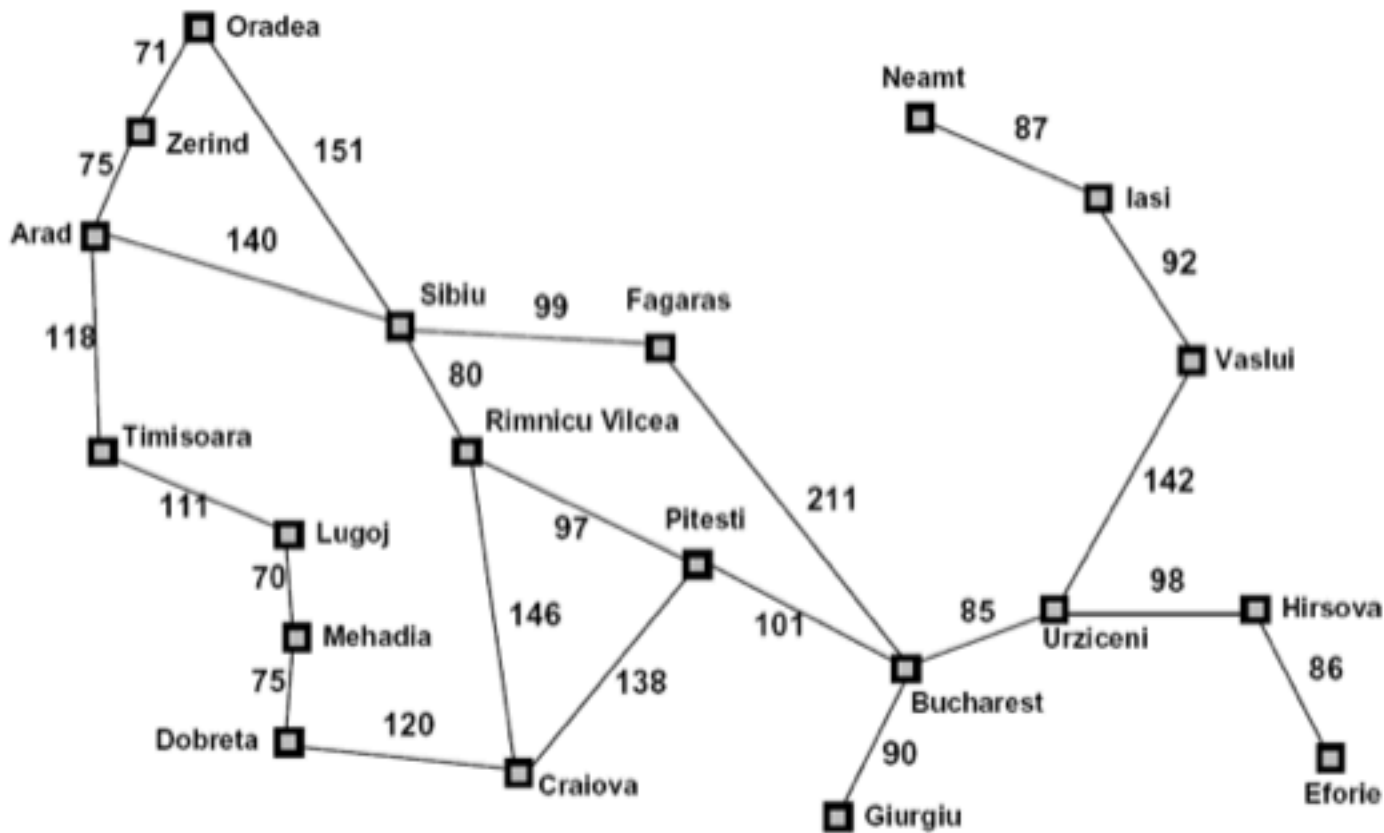 Oradea
71
Neamt
87
Zerind
151
75
Iasi
Arad
140
92
Sibiu
99
Fagaras
118
80
Vaslui
Timisoara
Rimnicu Vilcea
111
211
142
Lugoj
97
Pitesti
70
98
146
101
85
Hirsova
Mehadia
Urziceni
75
138
86
120
Bucharest
Dobreta
90
Craiova
Eforie
Giurgiu